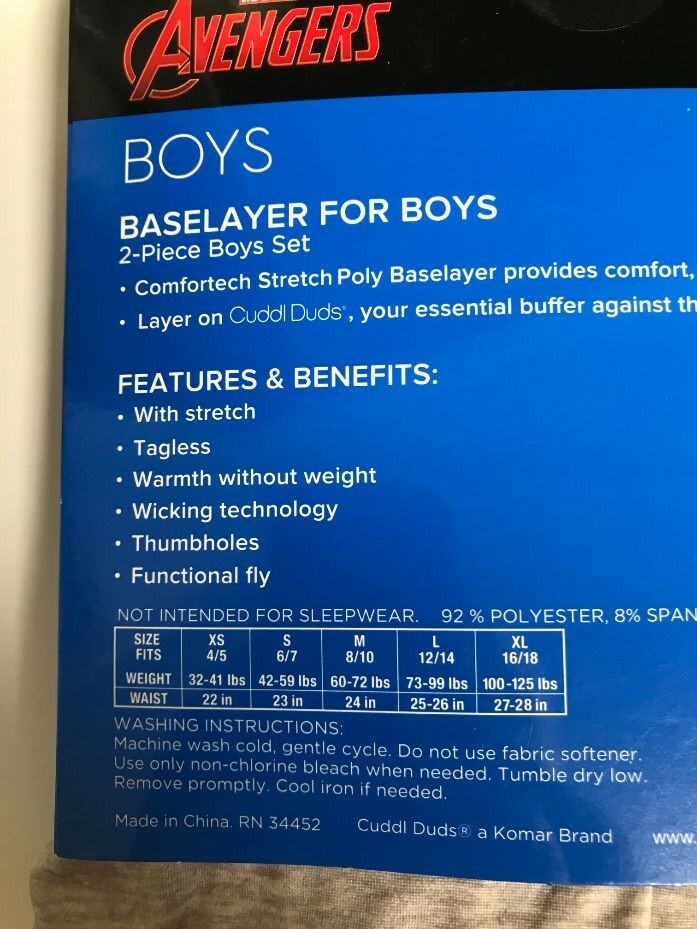 AVENGERS
BOYS
BASELAYER FOR BOYS
2-Piece Boys Set
• Comfortech Stretch Poly Baselayer provides comfort,
• Layer on Cuddl Duds®, your essential buffer against th
FEATURES & BENEFITS:
• With stretch
• Tagless
• Warmth without weight
• Wicking technology
• Thumbholes
• Functional fly
NOT INTENDED FOR SLEEPWEAR. 92 % POLYESTER, 8% SPAN
SIZE XS S M L XL
FITS 4/5 6/7 8/10 12/14 16/18
WEIGHT 32-41 lbs 42-59 lbs 60-72 lbs 73-99 lbs 100-125 lbs
WAIST 22 in 23 in 24 in 25-26 in 27-28 in
WASHING INSTRUCTIONS:
Machine wash cold, gentle cycle. Do not use fabric softener.
Use only non-chlorine bleach when needed. Tumble dry low.
Remove promptly. Cool iron if needed.
Made in China. RN 34452 Cuddl Duds® a Komar Brand www.